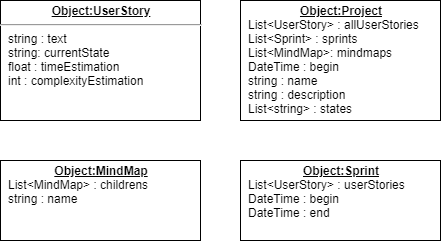 Object:UserStory
string : text
string: currentState
float : timeEstimation
int : complexityEstimation
Object:Project
List<UserStory> : allUserStories
List<Sprint> : sprints
List<MindMap>: mindmaps
DateTime : begin
string : name
string : description
List<string> : states
Object:MindMap
List<MindMap> : childrens
string : name
Object:Sprint
List<UserStory> : userStories
DateTime : begin
DateTime : end